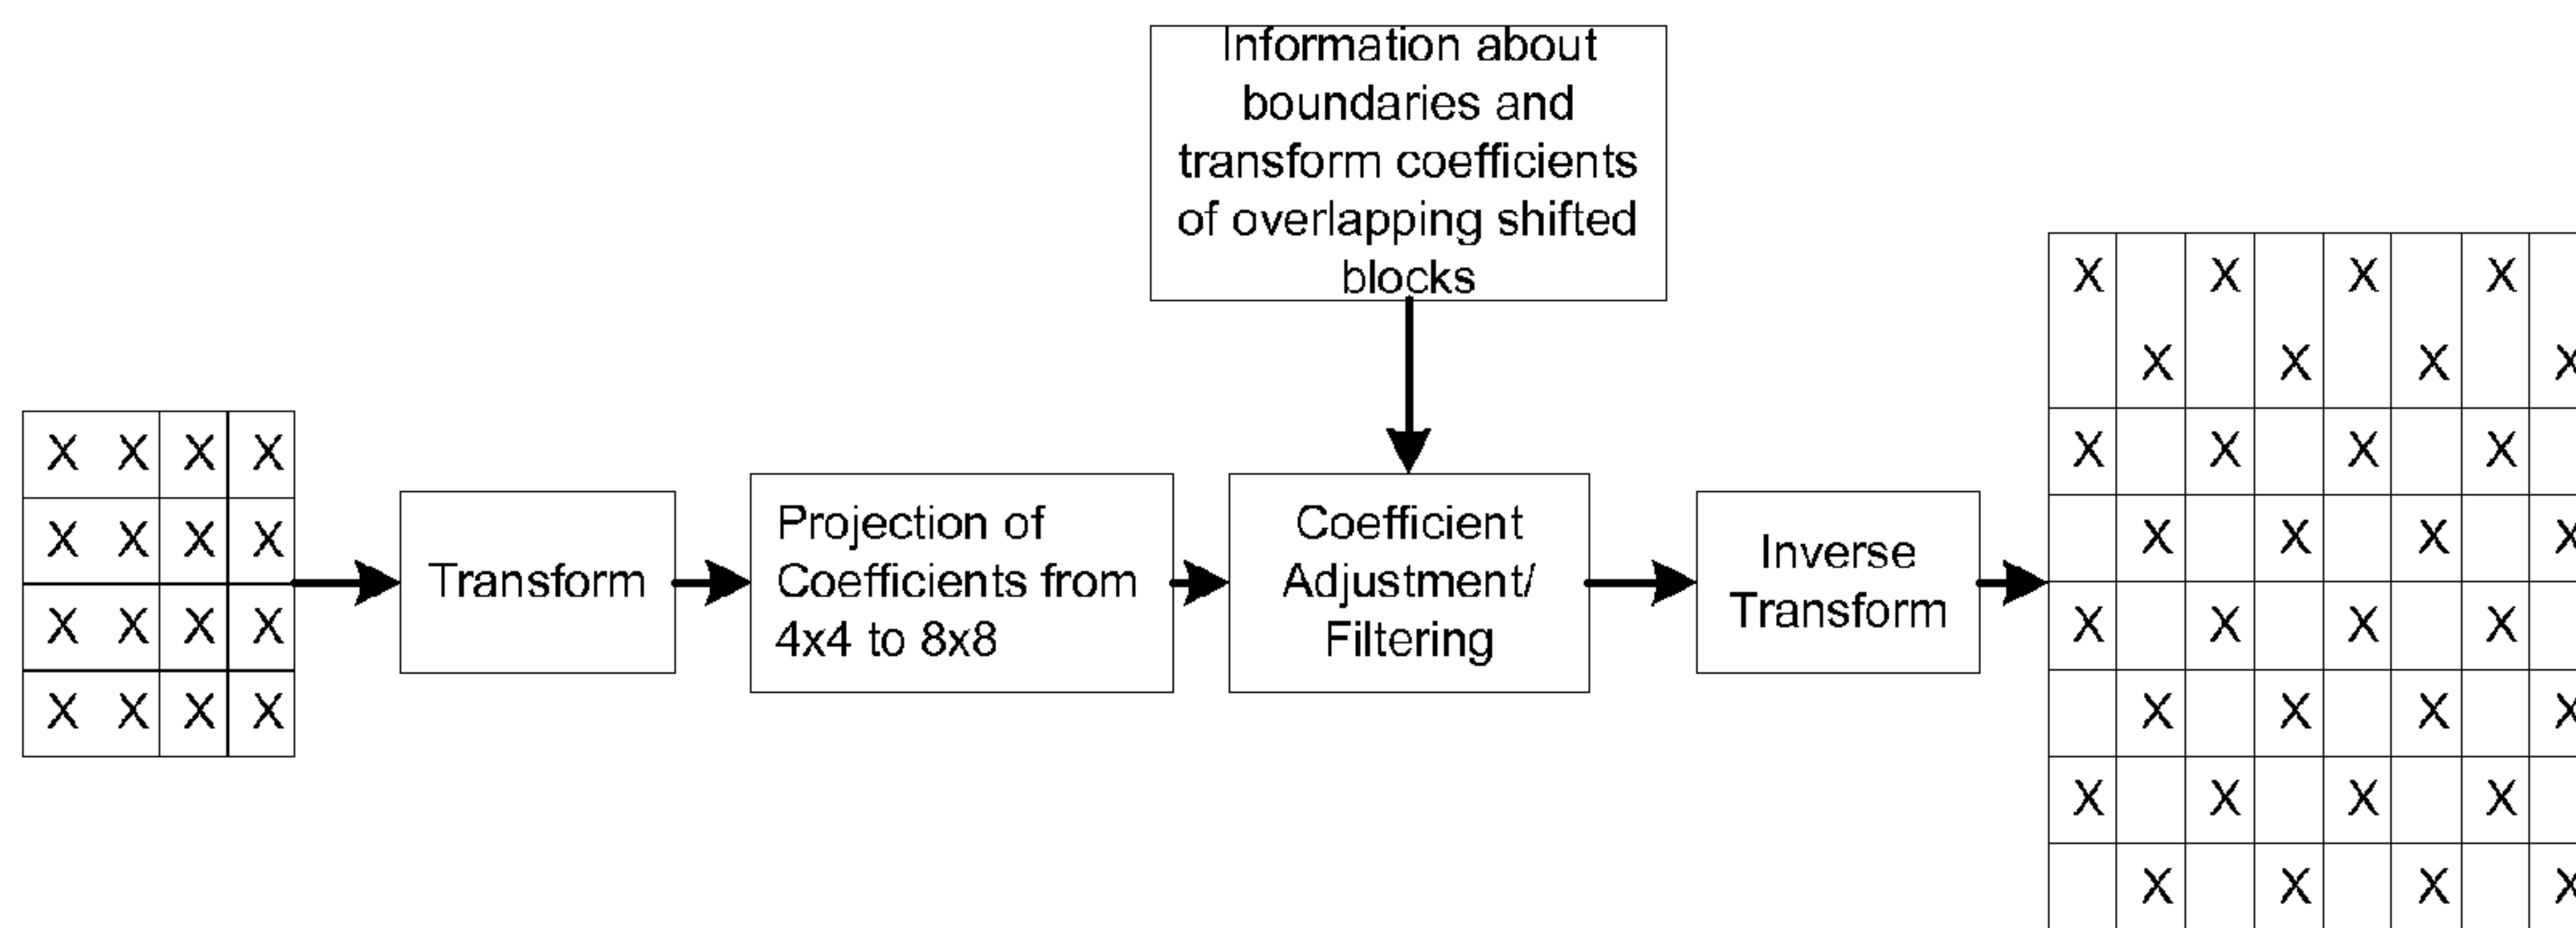 Information about
boundaries and
transform coefficients
of overlapping shifted
blocks
X X X X
X X X X
X X X X
X X X X
Transform
Projection of
Coefficients from
4x4 to 8x8
Coefficient
Adjustment/
Filtering
Inverse
Transform
X X X X
X X X X
X X X X
X X X X
X X X X
X X X X
X X X X
X X X X